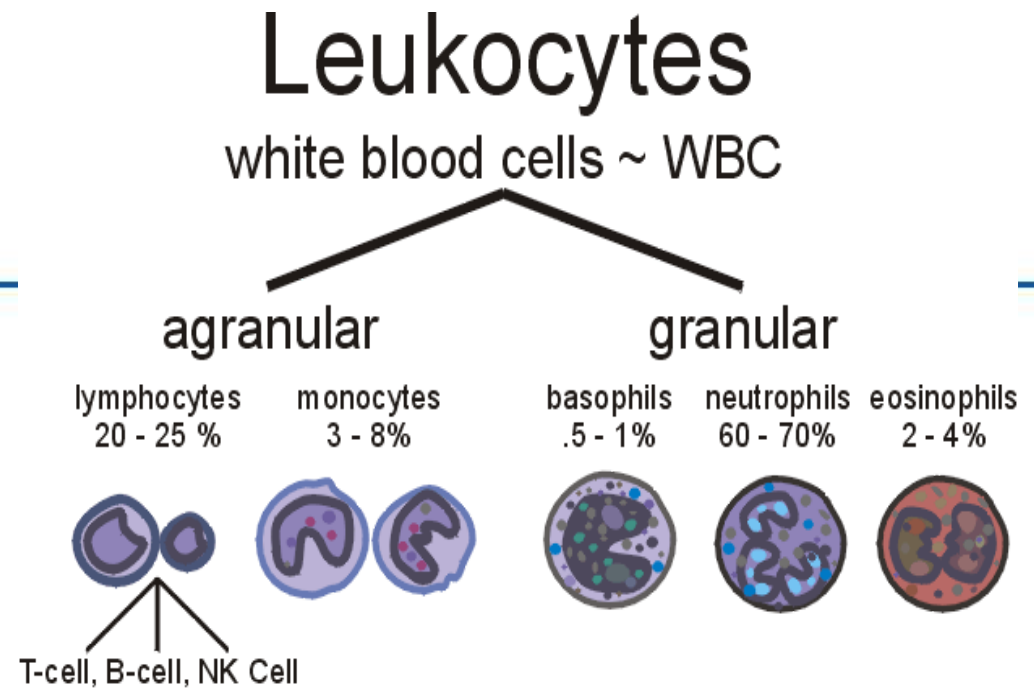 Leukocytes
white blood cells ~ WBC
agranular granular
lymphocytes monocytes basophils neutrophils eosinophils
20 - 25 % 3 - 8% .5 - 1% 60 - 70% 2 - 4%
T-cell, B-cell, NK Cell